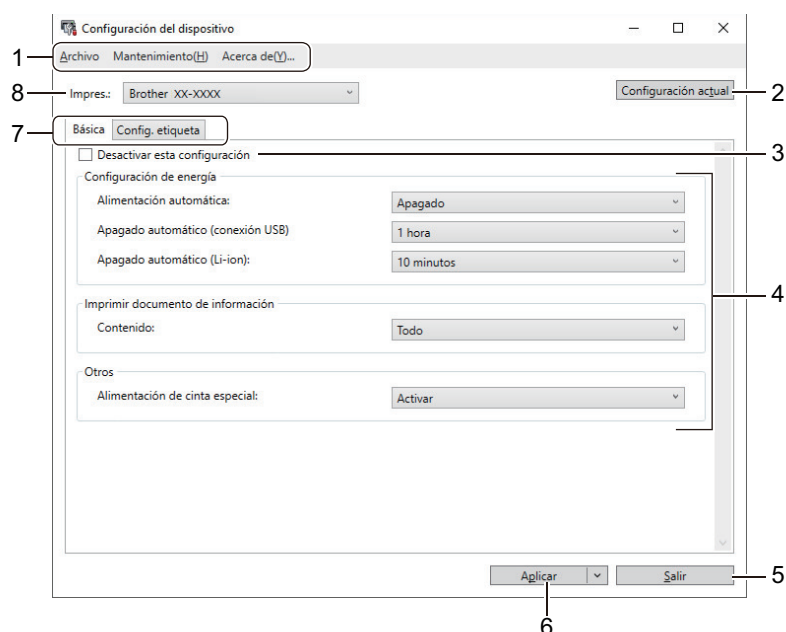 Configuración del dispositivo
1
Archivo Mantenimiento(H) Acerca de(Y)...
8
Impres.: Brother XX-XXXX
Configuración actual
2
7
Básica Config. etiqueta
Desactivar esta configuración
3
Configuración de energía
Alimentación automática: Apagado
Apagado automático (conexión USB) 1 hora
Apagado automático (Li-ion): 10 minutos
4
Imprimir documento de información
Contenido: Todo
Otros
Alimentación de cinta especial: Activar
Aplicar Salir
5
6